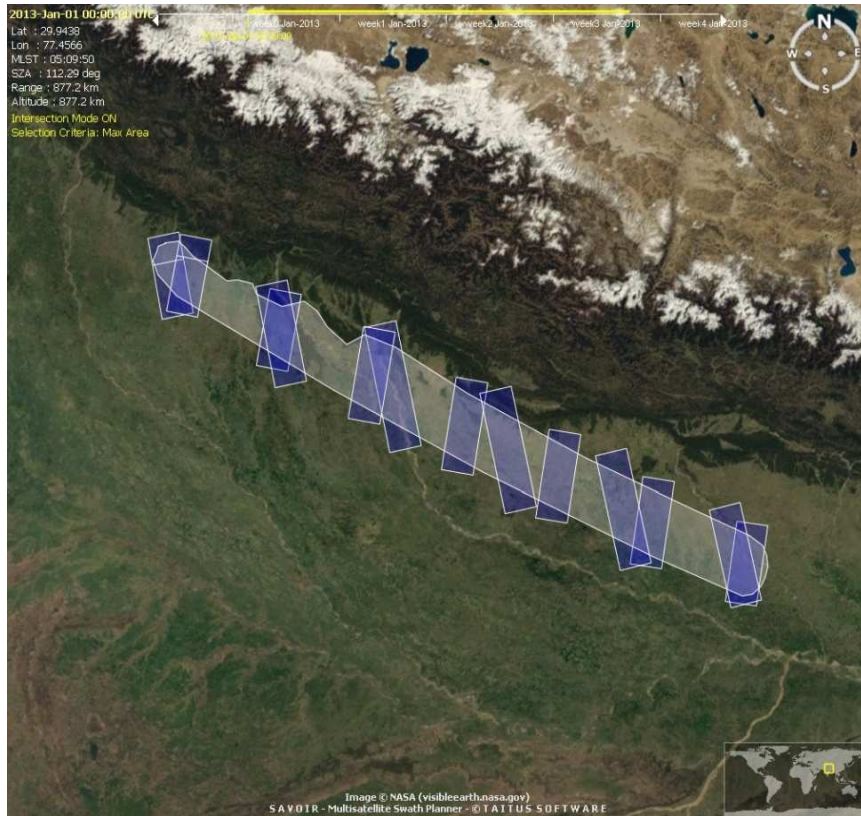 2013-Jan-01 00:00:00 UTC
week0 Jan-2013
week1 Jan-2013
week2 Jan-2013
week3 Jan-2013
week4 Jan-2013
Lat : 29.9438
Lon : 77.4566
MLST : 05:09:50
SZA : 112.29 deg
Range : 877.2 km
Altitude : 877.2 km
Intersection Mode ON
Selection Criteria: Max Area
N
W
E
S
Image © NASA (visibleearth.nasa.gov)
SAVOIR - Multisatellite Swath Planner - © TAITUS SOFTWARE